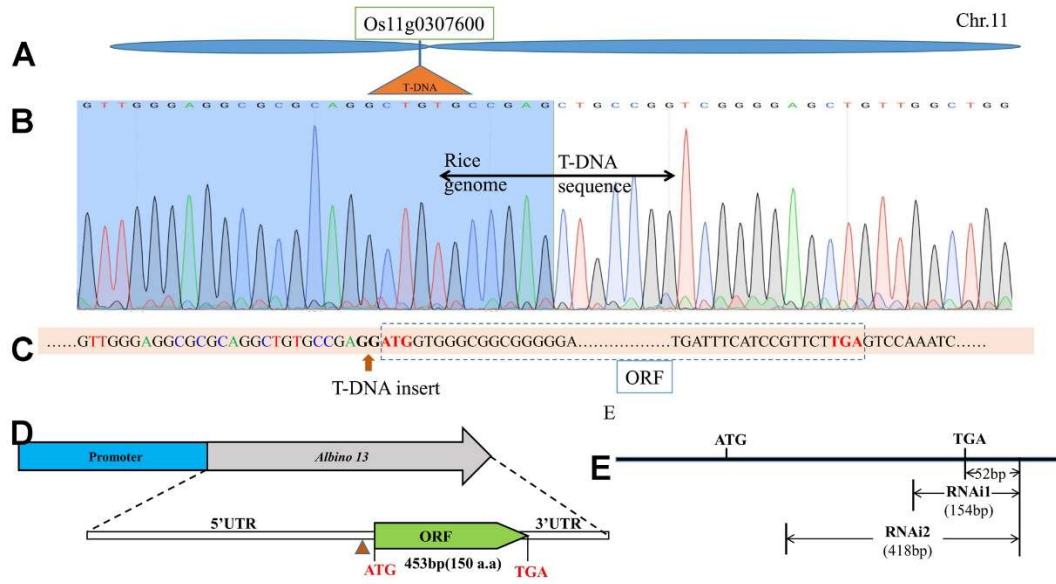 Os11g0307600
Chr.11
A
T-DNA
G T T G G G A G G C G C G C A G G C T G T G C C G A G C T G C C G G T C G G G G A G C T G T T G G C T G G
B
Rice genome
T-DNA sequence
C
......GTTGGGAGGCGCGCAGGCTGTGCCGAGGATGGTGGGCGGCGGGGGA................TGATTTCATCCGTTCTTGAGTCCAAATC......
T-DNA insert
ORF
E
D
Promoter
Albino 13
5'UTR
ORF
3'UTR
ATG
453bp(150 a.a)
TGA
E
ATG
TGA
52bp
RNAi1
(154bp)
RNAi2
(418bp)